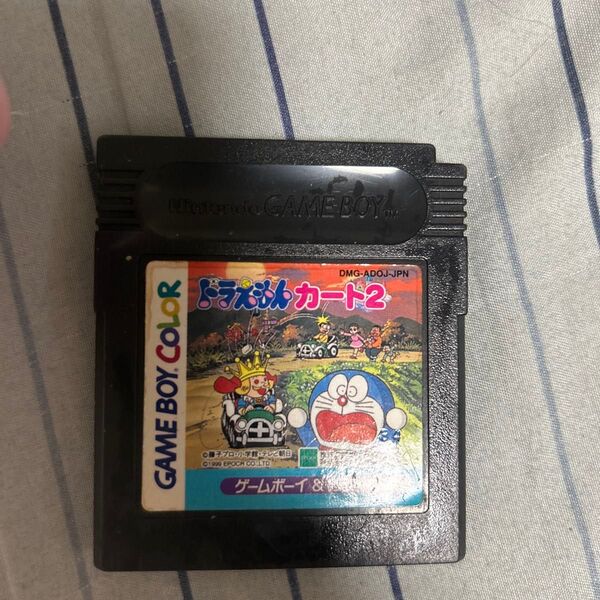 Nintendo GAME BOY TM
DMG-ADOJ-JPN
ドラえもんカート2
GAME BOY COLOR
©藤子プロ・小学館・テレビ朝日
©1999 EPOCH CO.,LTD
EPOCH
ゲームボーイ &